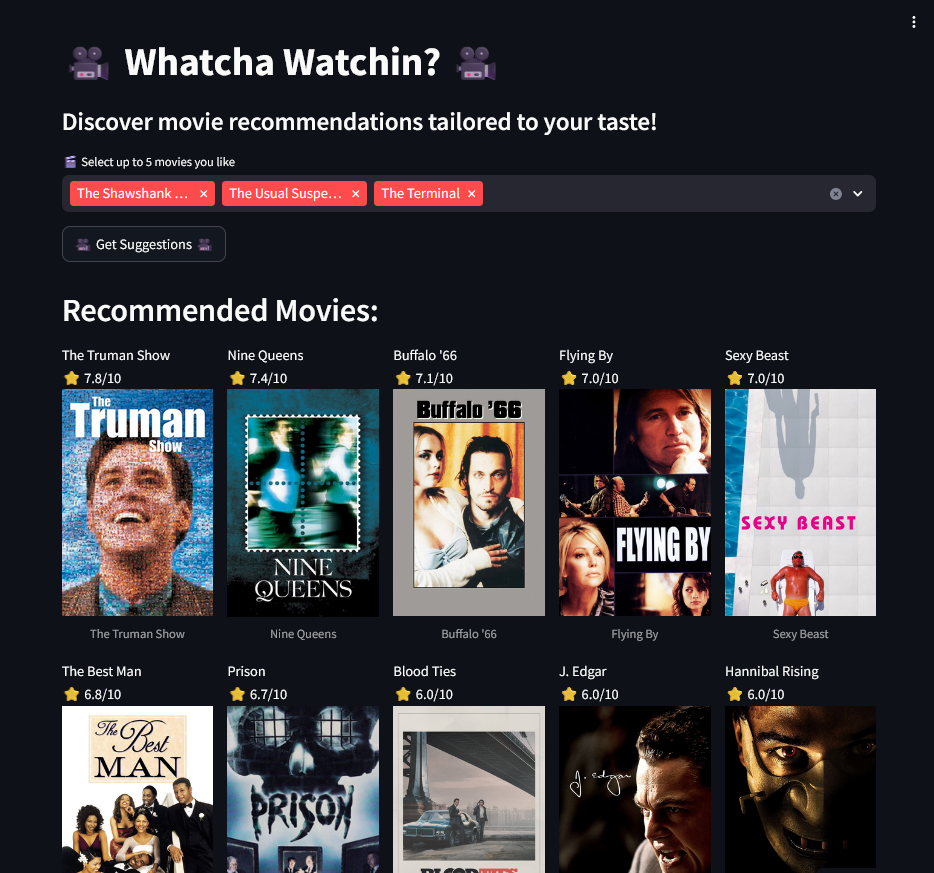 Whatcha Watchin?
Discover movie recommendations tailored to your taste!
Select up to 5 movies you like
The Shawshank ... × The Usual Suspe... × The Terminal ×
Get Suggestions
Recommended Movies:
The Truman Show Nine Queens Buffalo '66 Flying By Sexy Beast
7.8/10 7.4/10 7.1/10 7.0/10 7.0/10
The
Truman
Show
NINE
QUEENS
Buffalo '66
FLYING BY
SEXY BEAST
The Truman Show Nine Queens Buffalo '66 Flying By Sexy Beast
The Best Man Prison Blood Ties J. Edgar Hannibal Rising
6.8/10 6.7/10 6.0/10 6.0/10 6.0/10
The
Best
MAN
PRISON
BLOOD TIES
J. Edgar